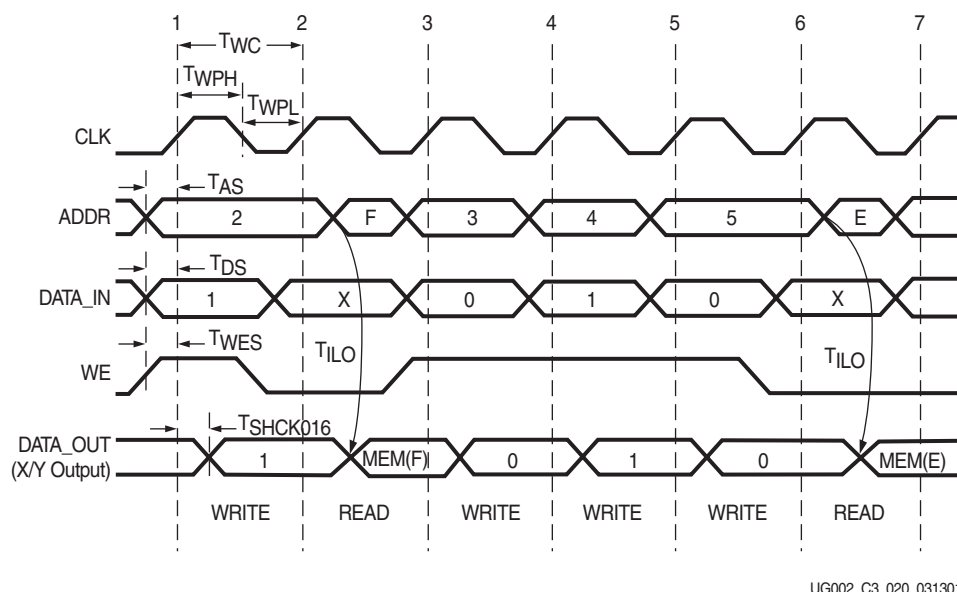 1 2 3 4 5 6 7
TWC
TWPH
TWPL
CLK
TAS
ADDR 2 F 3 4 5 E
TDS
DATA_IN 1 X 0 1 0 X
TWES
WE TILO TILO
TSHCKO16
DATA_OUT
(X/Y Output) 1 MEM(F) 0 1 0 MEM(E)
WRITE READ WRITE WRITE WRITE READ
UG002_C3_020_031301